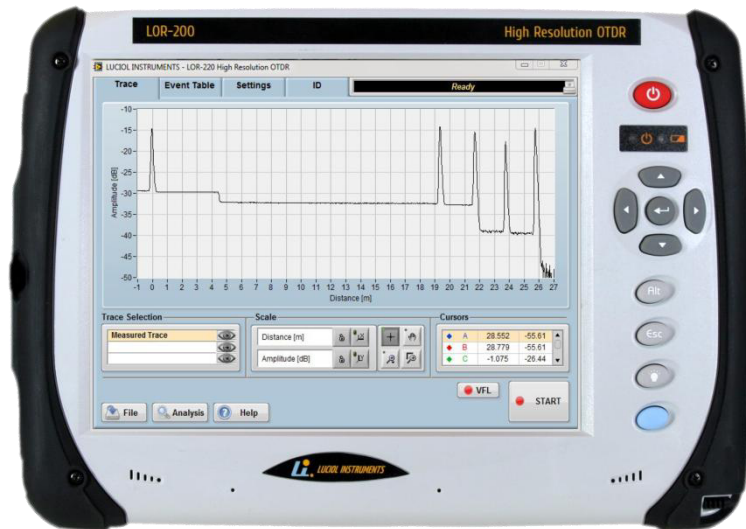 LOR-200
High Resolution OTDR
LUCIOL INSTRUMENTS - LOR-220 High Resolution OTDR
Trace Event Table Settings ID Ready
-10-
-15-
-20-
-25-
-30-
-35-
-40-
-45-
-50-
Amplitude [dB]
-1 0 1 2 3 4 5 6 7 8 9 10 11 12 13 14 15 16 17 18 19 20 21 22 23 24 25 26 27
Distance [m]
Trace Selection Scale Cursors
Measured Trace Distance [m] A 28.552 -55.61
B 28.779 -55.61
Amplitude [dB] C -1.075 -26.44
VFL
START
File Analysis Help
Alt
Esc
Li. LUCIOL INSTRUMENTS